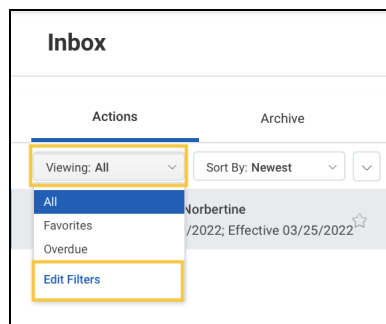 Inbox
Actions Archive
Viewing: All Sort By: Newest
All
Norbertine
Favorites /2022; Effective 03/25/2022
Overdue
Edit Filters